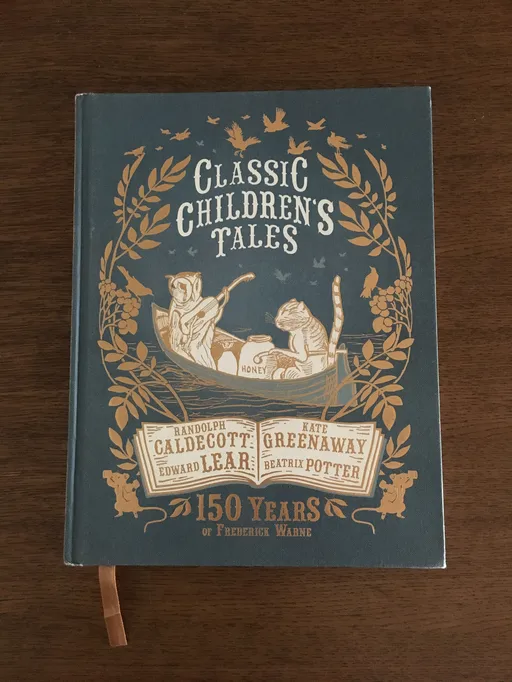 CLASSIC
CHILDREN'S
TALES
HONEY
RANDOLPH
CALDECOTT
EDWARD LEAR
KATE
GREENAWAY
BEATRIX POTTER
150 YEARS
OF FREDERICK WARNE